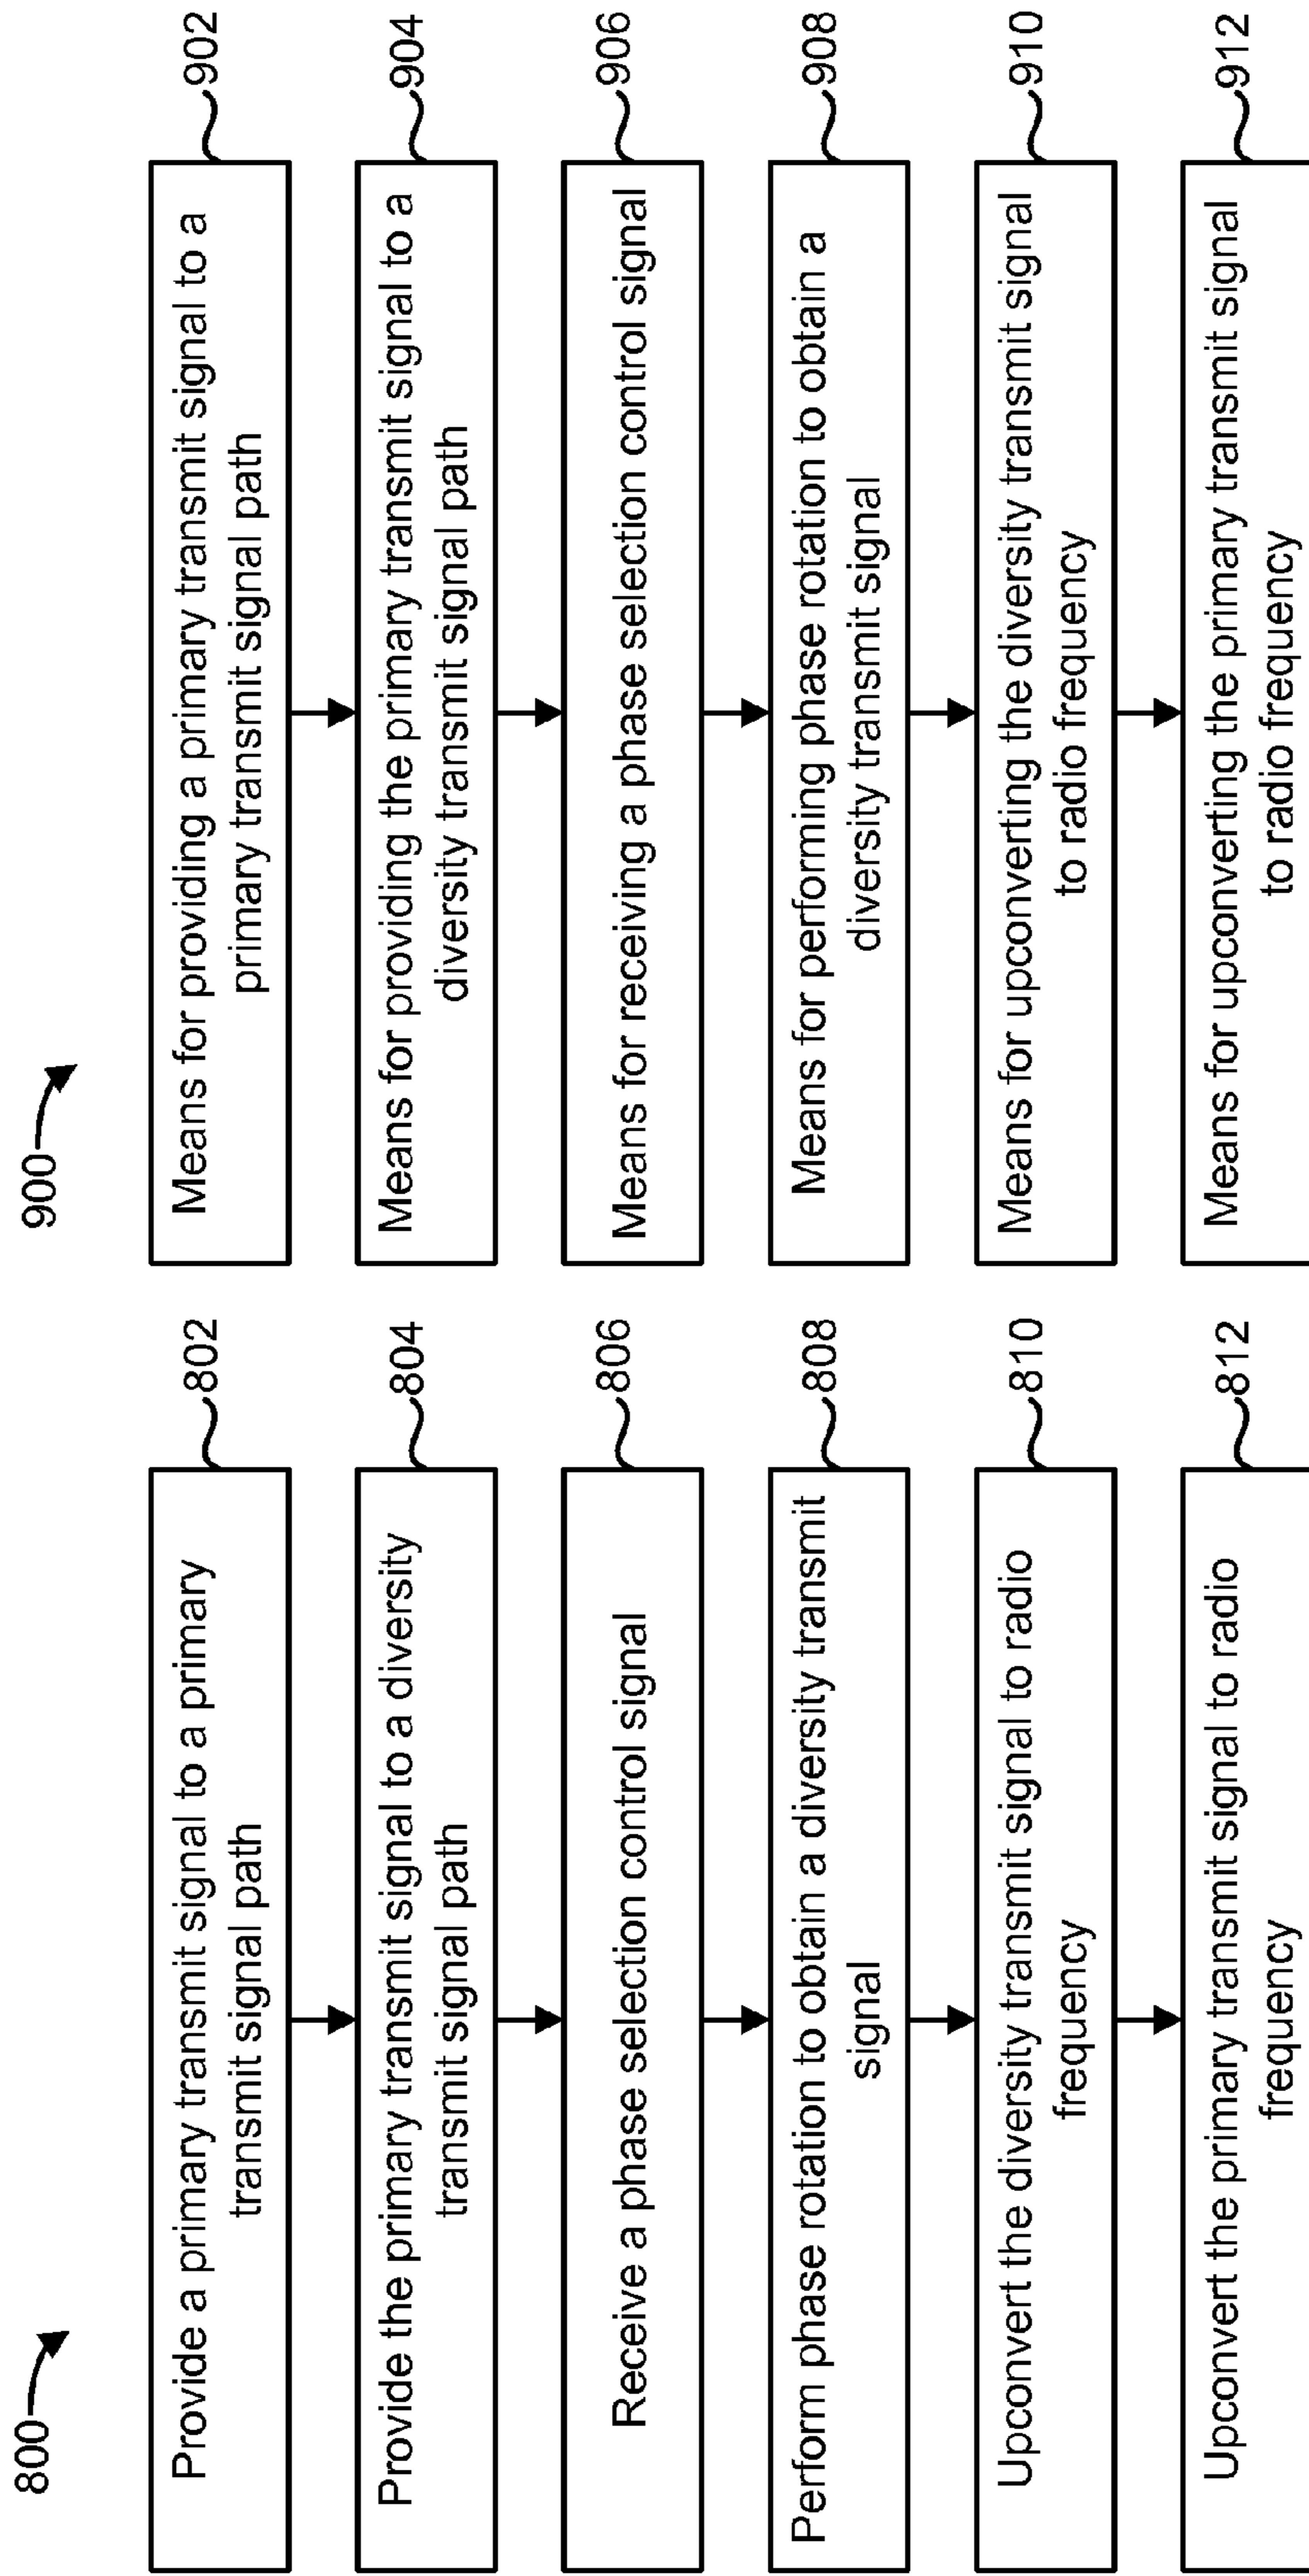 800
Provide a primary transmit signal to a primary
transmit signal path
802
Provide the primary transmit signal to a diversity
transmit signal path
804
Receive a phase selection control signal
806
Perform phase rotation to obtain a diversity transmit
signal
808
Upconvert the diversity transmit signal to radio
frequency
810
Upconvert the primary transmit signal to radio
frequency
812
900
Means for providing a primary transmit signal to a
primary transmit signal path
902
Means for providing the primary transmit signal to a
diversity transmit signal path
904
Means for receiving a phase selection control signal
906
Means for performing phase rotation to obtain a
diversity transmit signal
908
Means for upconverting the diversity transmit signal
to radio frequency
910
Means for upconverting the primary transmit signal
to radio frequency
912